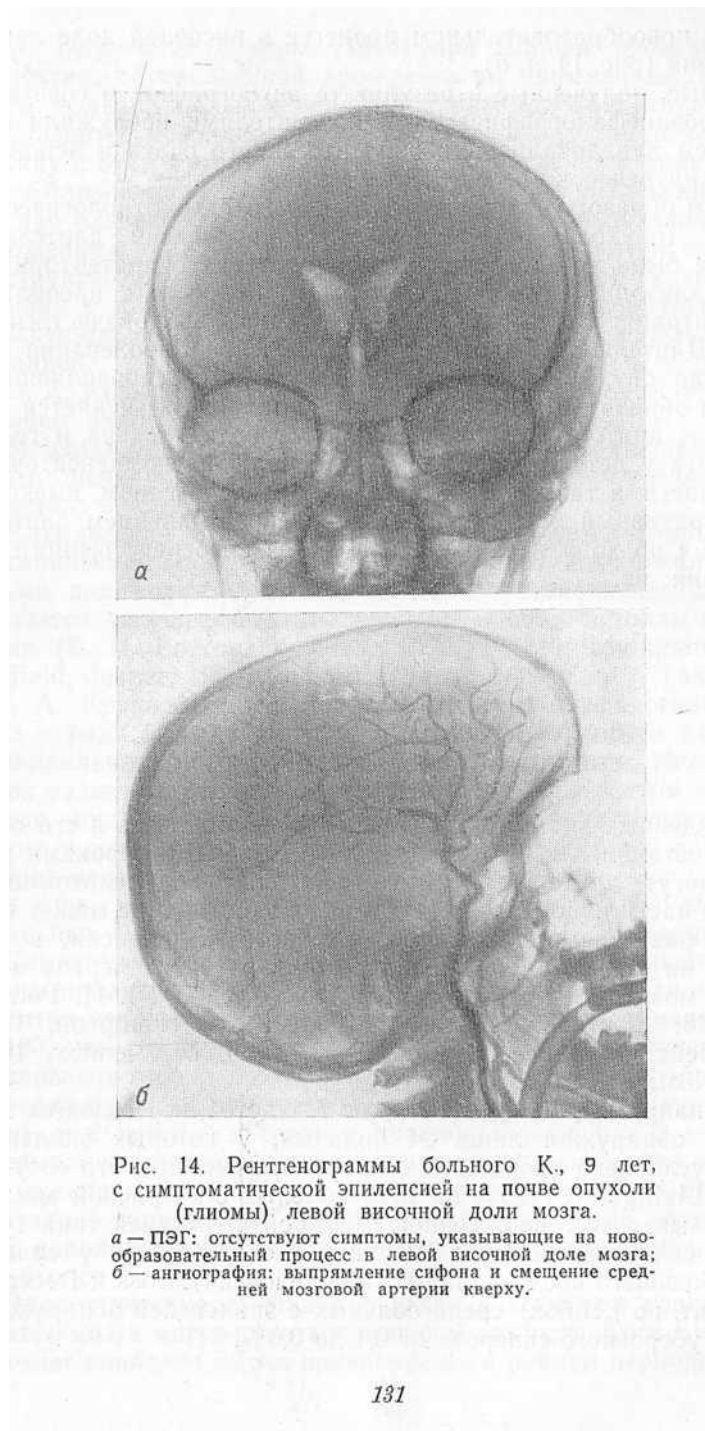 а
б
Рис. 14. Рентгенограммы больного К., 9 лет,
с симптоматической эпилепсией на почве опухоли
(глиомы) левой височной доли мозга.
а — ПЭГ: отсутствуют симптомы, указывающие на ново-
образовательный процесс в левой височной доле мозга;
б — ангиография: выпрямление сифона и смещение сред-
ней мозговой артерии кверху.
131